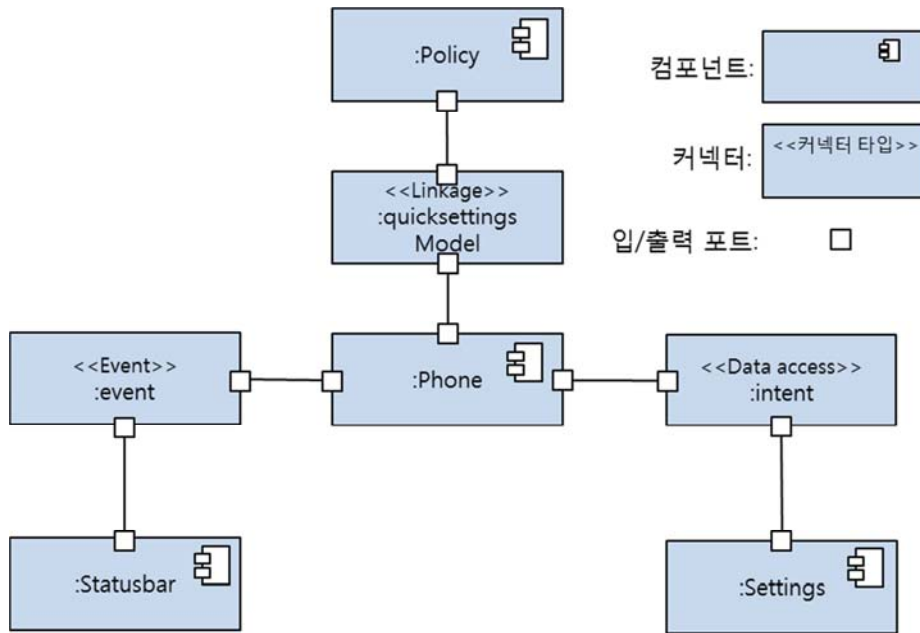 :Policy
컴포넌트:
<<커넥터 타입>>
커넥터:
<<Linkage>>
:quicksettings
Model
입/출력 포트:
<<Event>>
:event
:Phone
<<Data access>>
:intent
:Statusbar
:Settings